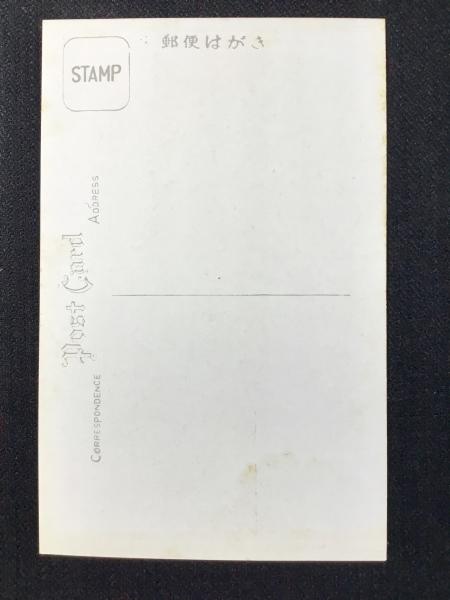 STAMP
郵便はがき
Post Card
CORRESPONDENCE
ADDRESS